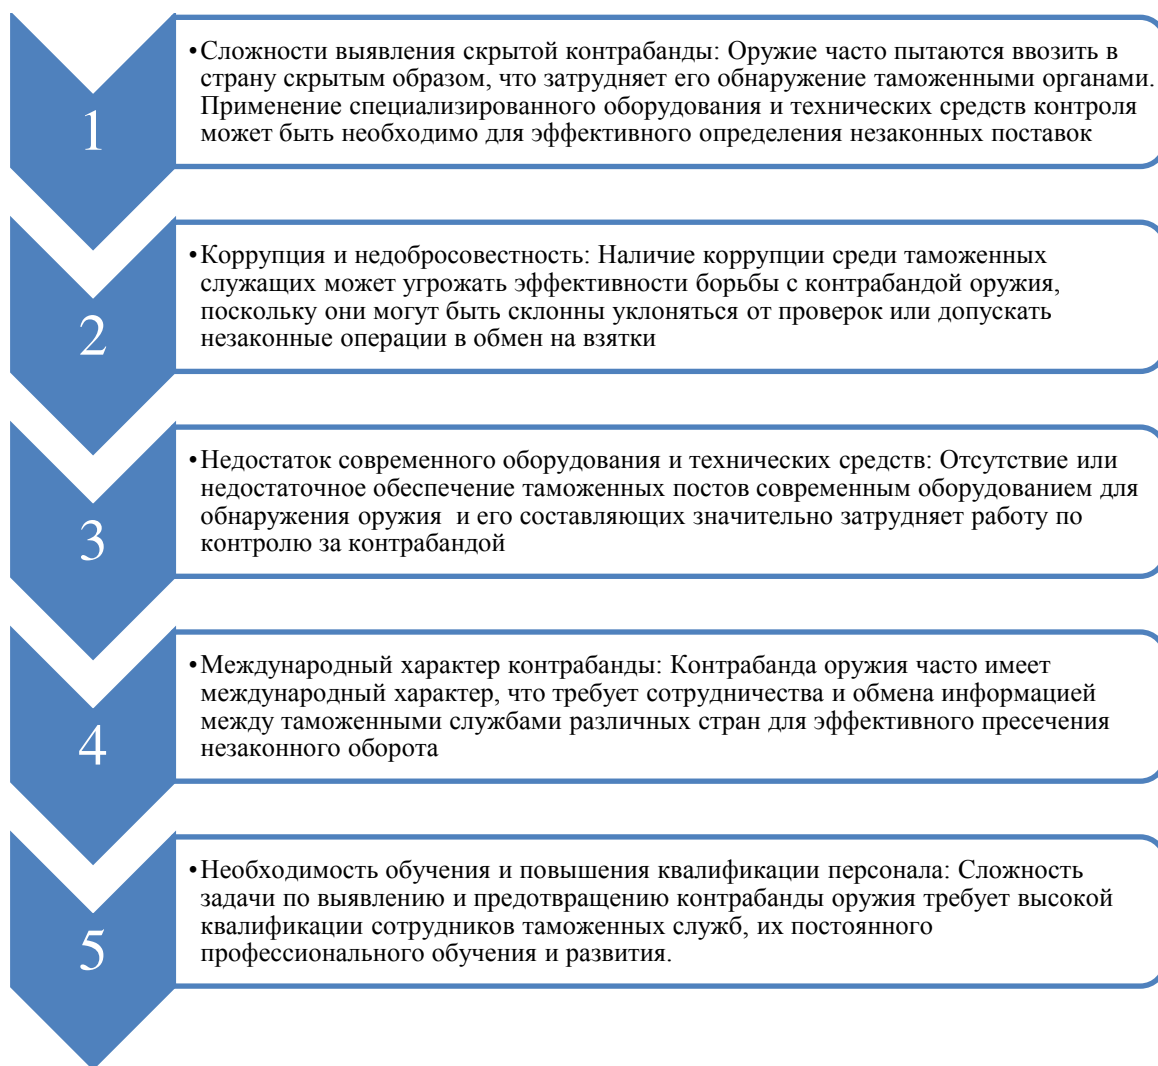 1
•Сложности выявления скрытой контрабанды: Оружие часто пытаются ввозить в
страну скрытым образом, что затрудняет его обнаружение таможенными органами.
Применение специализированного оборудования и технических средств контроля
может быть необходимо для эффективного определения незаконных поставок
2
•Коррупция и недобросовестность: Наличие коррупции среди таможенных
служащих может угрожать эффективности борьбы с контрабандой оружия,
поскольку они могут быть склонны уклоняться от проверок или допускать
незаконные операции в обмен на взятки
3
•Недостаток современного оборудования и технических средств: Отсутствие или
недостаточное обеспечение таможенных постов современным оборудованием для
обнаружения оружия  и его составляющих значительно затрудняет работу по
контролю за контрабандой
4
•Международный характер контрабанды: Контрабанда оружия часто имеет
международный характер, что требует сотрудничества и обмена информацией
между таможенными службами различных стран для эффективного пресечения
незаконного оборота
5
•Необходимость обучения и повышения квалификации персонала: Сложность
задачи по выявлению и предотвращению контрабанды оружия требует высокой
квалификации сотрудников таможенных служб, их постоянного
профессионального обучения и развития.